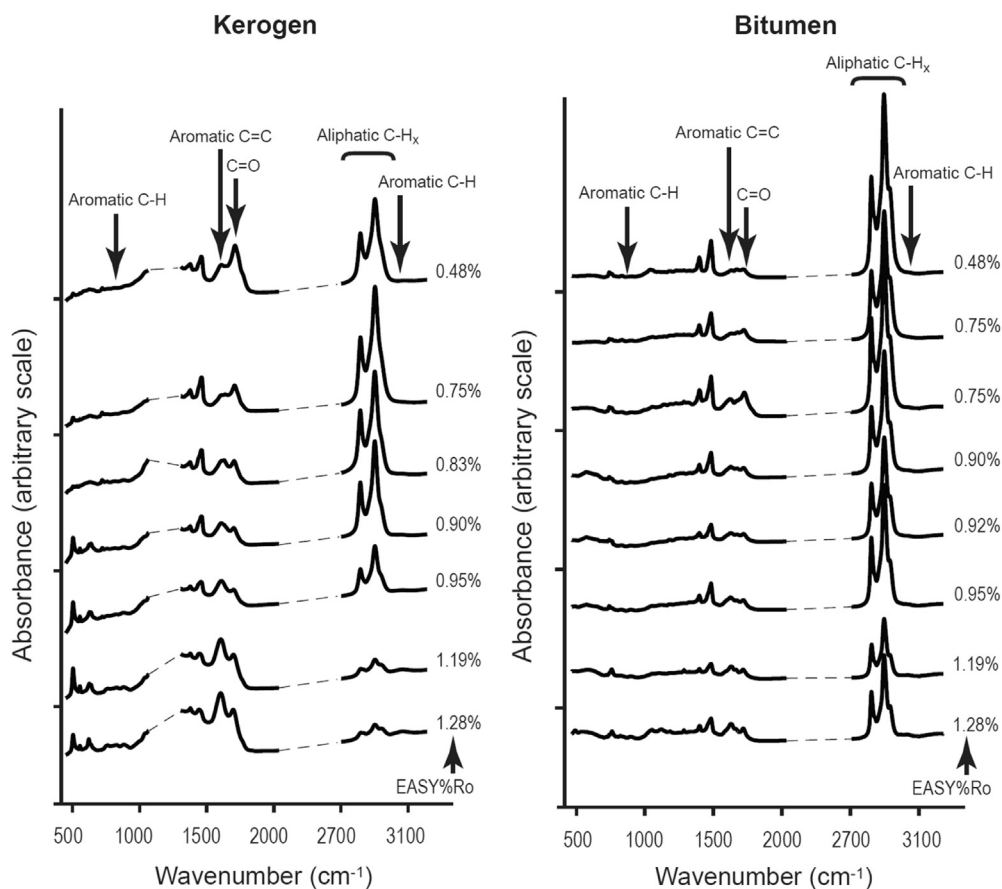 Kerogen
Aromatic C=C
Aliphatic C-Hx
C=O
Aromatic C-H
Aromatic C-H
0.48%
0.75%
0.83%
0.90%
0.95%
1.19%
1.28%
EASY%Ro
Absorbance (arbitrary scale)
500 1000 1500 2000 2700 3100
Wavenumber (cm-1)
Bitumen
Aliphatic C-Hx
Aromatic C=C
Aromatic C-H
C=O
Aromatic C-H
0.48%
0.75%
0.75%
0.90%
0.92%
0.95%
1.19%
1.28%
EASY%Ro
Absorbance (arbitrary scale)
500 1000 1500 2000 2700 3100
Wavenumber (cm-1)